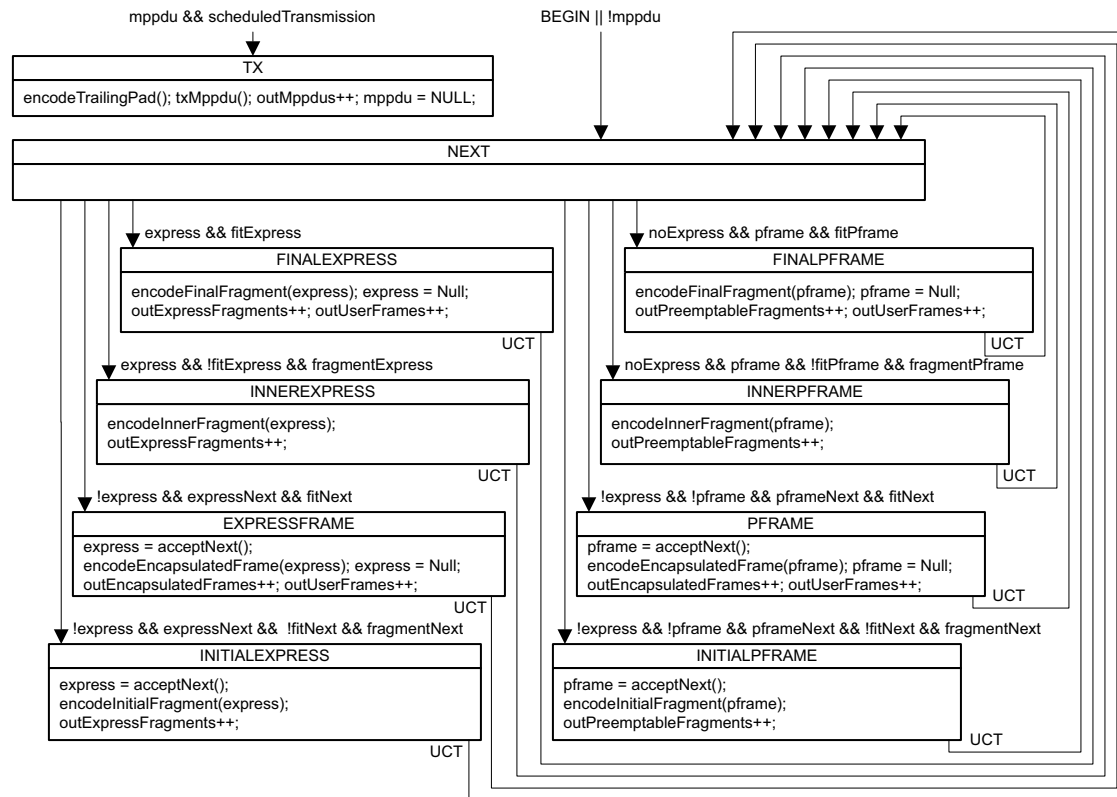 mppdu && scheduledTransmission
BEGIN || !mppdu
TX
encodeTrailingPad(); txMppdu(); outMppdus++; mppdu = NULL;
NEXT
express && fitExpress
FINALEXPRESS
encodeFinalFragment(express); express = Null;
outExpressFragments++; outUserFrames++;
UCT
noExpress && pframe && fitPframe
FINALPFRAME
encodeFinalFragment(pframe); pframe = Null;
outPreemptableFragments++; outUserFrames++;
UCT
express && !fitExpress && fragmentExpress
INNEREXPRESS
encodeInnerFragment(express);
outExpressFragments++;
UCT
noExpress && pframe && !fitPframe && fragmentPframe
INNERPFRAME
encodeInnerFragment(pframe);
outPreemptableFragments++;
UCT
!express && expressNext && fitNext
EXPRESSFRAME
express = acceptNext();
encodeEncapsulatedFrame(express); express = Null;
outEncapsulatedFrames++; outUserFrames++;
UCT
!express && !pframe && pframeNext && fitNext
PFRAME
pframe = acceptNext();
encodeEncapsulatedFrame(pframe); pframe = Null;
outEncapsulatedFrames++; outUserFrames++;
UCT
!express && expressNext && !fitNext && fragmentNext
INITIALEXPRESS
express = acceptNext();
encodeInitialFragment(express);
outExpressFragments++;
UCT
!express && !pframe && pframeNext && !fitNext && fragmentNext
INITIALPFRAME
pframe = acceptNext();
encodeInitialFragment(pframe);
outPreemptableFragments++;
UCT